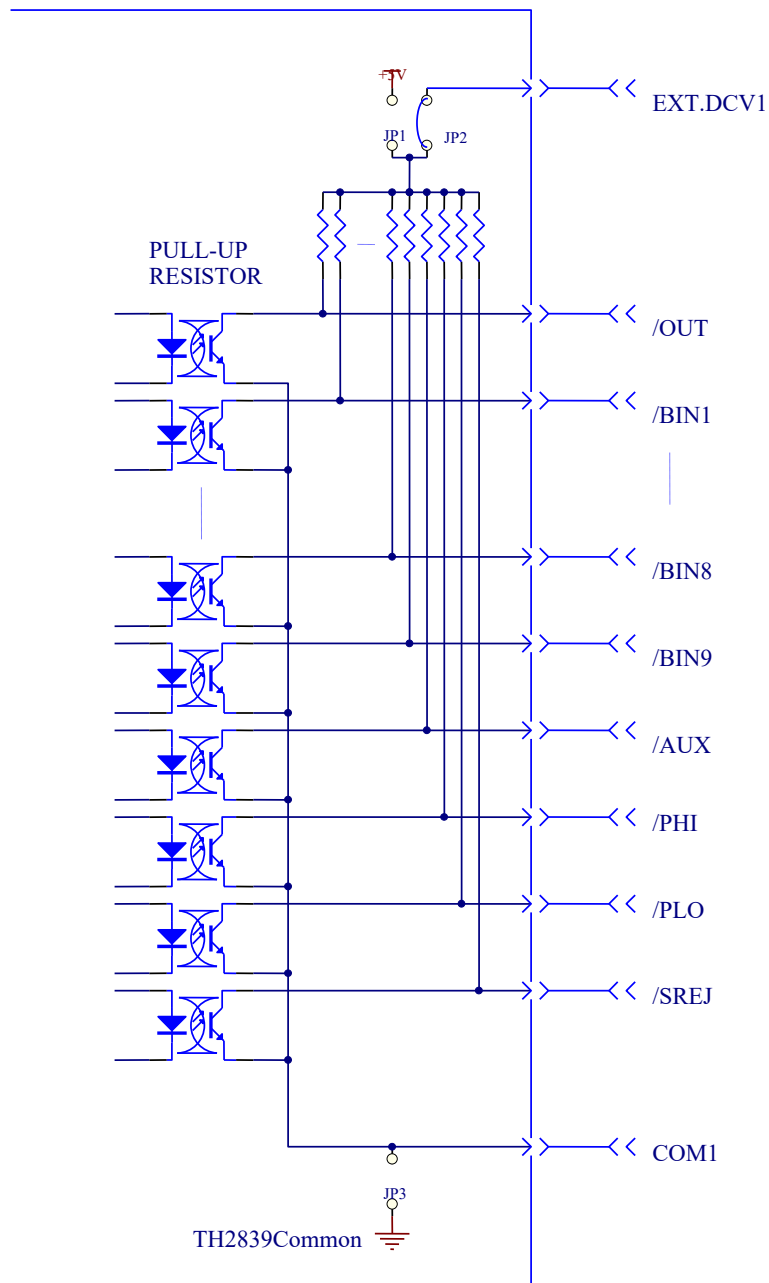 +5V
EXT.DCV1
JP1
JP2
PULL-UP
RESISTOR
/OUT
/BIN1
/BIN8
/BIN9
/AUX
/PHI
/PLO
/SREJ
COM1
JP3
TH2839Common